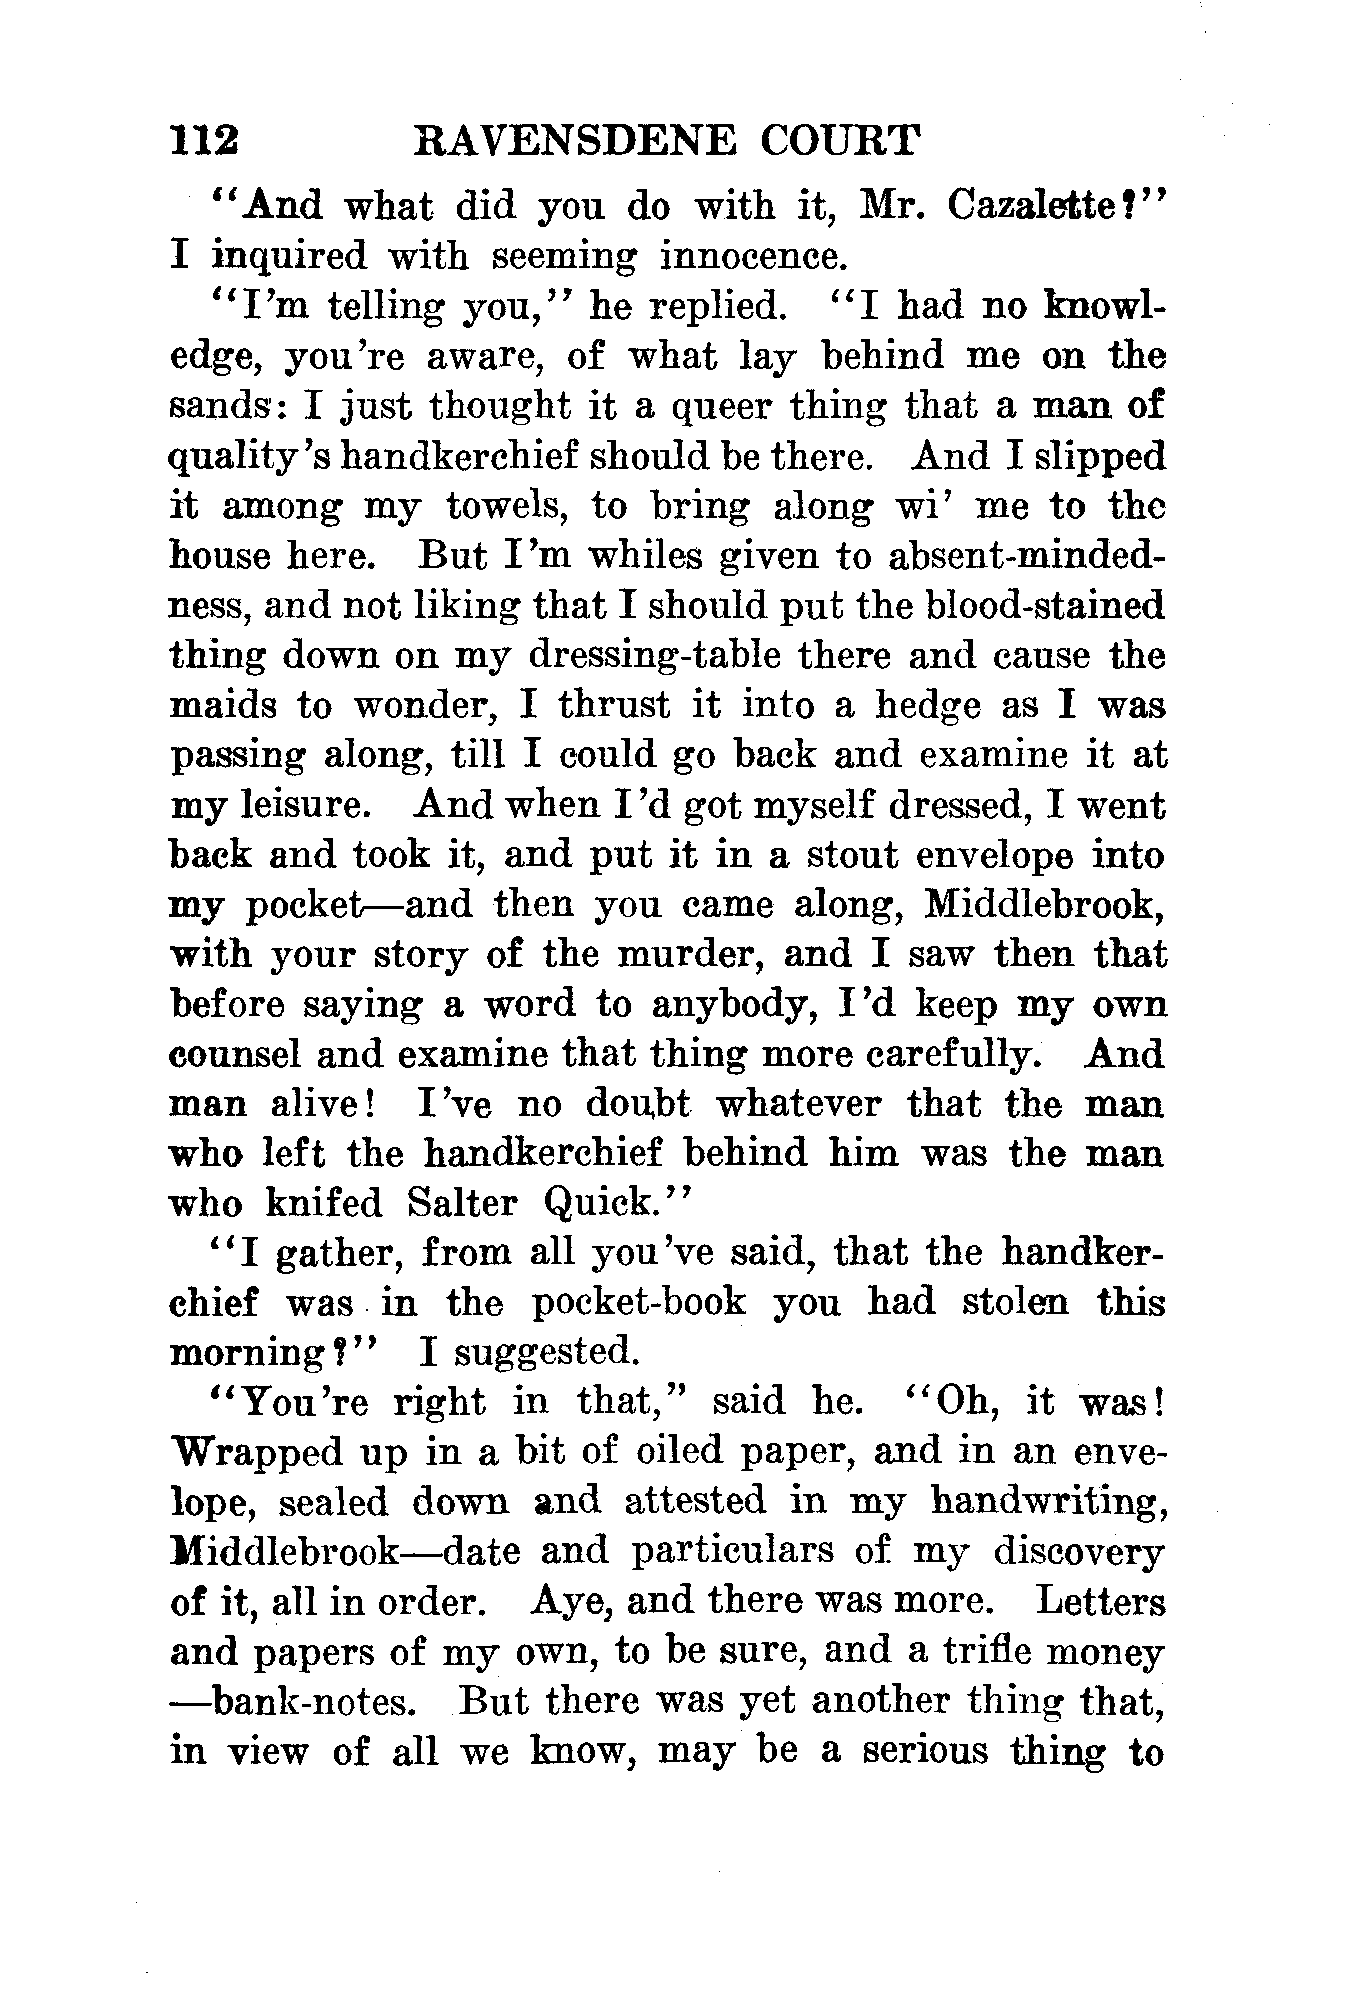 112 RAVENSDENE COURT
"And what did you do with it, Mr. Cazalette?"
I inquired with seeming innocence.
"I'm telling you," he replied. "I had no knowl-
edge, you're aware, of what lay behind me on the
sands: I just thought it a queer thing that a man of
quality's handkerchief should be there. And I slipped
it among my towels, to bring along wi' me to the
house here. But I'm whiles given to absent-minded-
ness, and not liking that I should put the blood-stained
thing down on my dressing-table there and cause the
maids to wonder, I thrust it into a hedge as I was
passing along, till I could go back and examine it at
my leisure. And when I'd got myself dressed, I went
back and took it, and put it in a stout envelope into
my pocket—and then you came along, Middlebrook,
with your story of the murder, and I saw then that
before saying a word to anybody, I'd keep my own
counsel and examine that thing more carefully. And
man alive! I've no doubt whatever that the man
who left the handkerchief behind him was the man
who knifed Salter Quick."
"I gather, from all you've said, that the handker-
chief was in the pocket-book you had stolen this
morning?" I suggested.
"You're right in that," said he. "Oh, it was!
Wrapped up in a bit of oiled paper, and in an enve-
lope, sealed down and attested in my handwriting,
Middlebrook—date and particulars of my discovery
of it, all in order. Aye, and there was more. Letters
and papers of my own, to be sure, and a trifle money
—bank-notes. But there was yet another thing that,
in view of all we know, may be a serious thing to